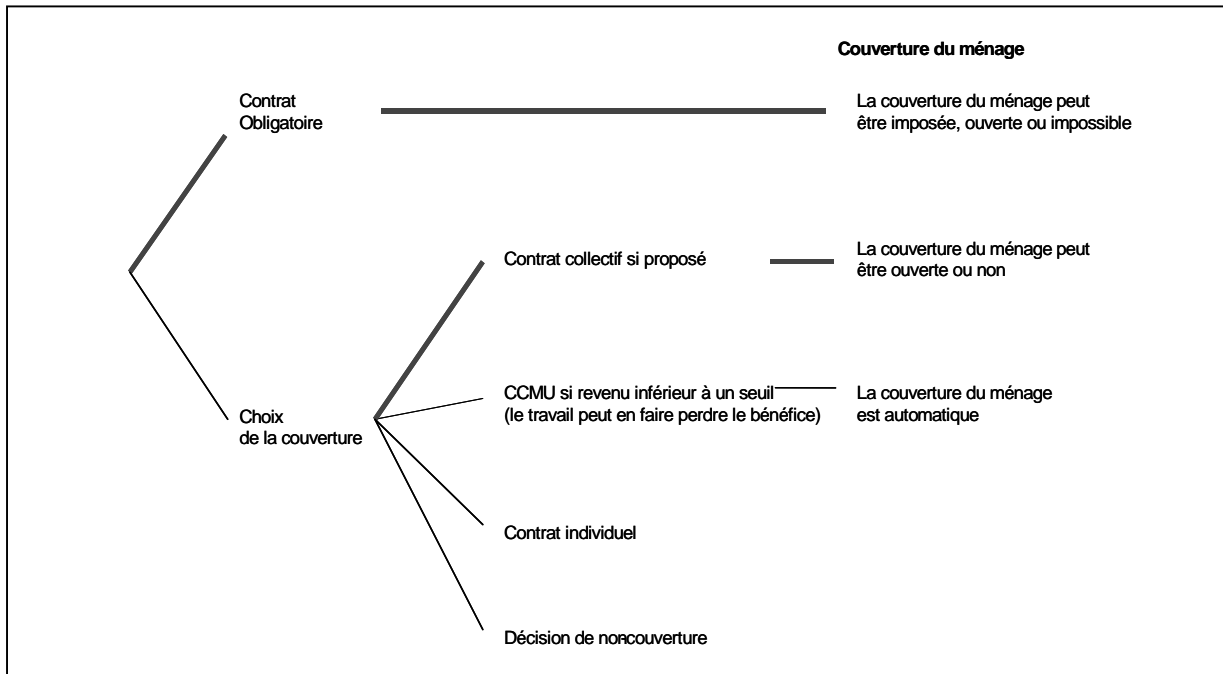 Couverture du ménage
Contrat
Obligatoire
La couverture du ménage peut
être imposée, ouverte ou impossible
Contrat collectif si proposé
La couverture du ménage peut
être ouverte ou non
Choix
de la couverture
CCMU si revenu inférieur à un seuil
(le travail peut en faire perdre le bénéfice)
La couverture du ménage
est automatique
Contrat individuel
Décision de non-couverture